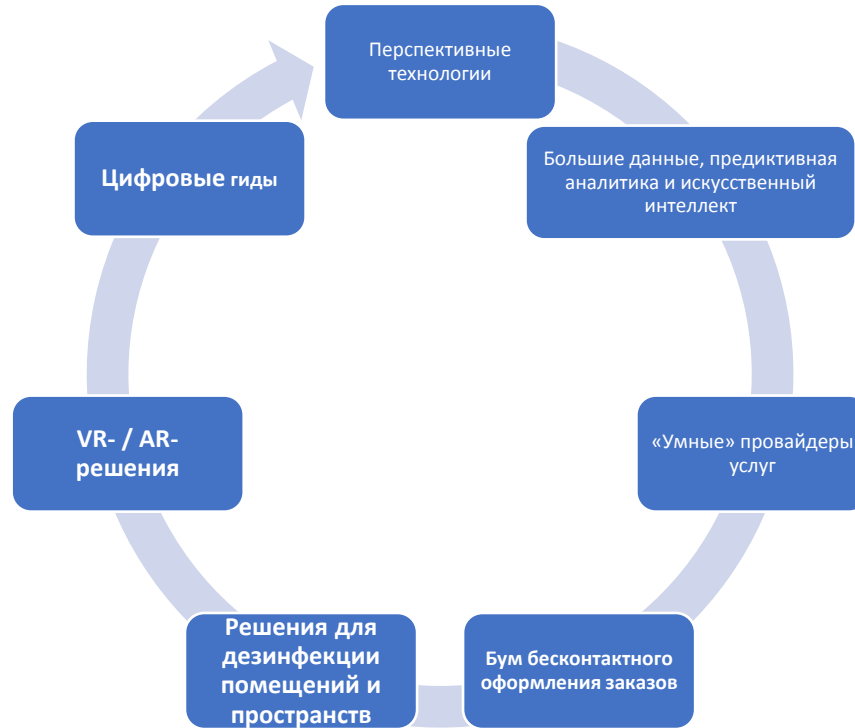 Перспективные
технологии
Большие данные, предиктивная
аналитика и искусственный
интеллект
«Умные» провайдеры
услуг
Бум бесконтактного
оформления заказов
Решения для
дезинфекции
помещений и
пространств
VR- / AR-
решения
Цифровые гиды